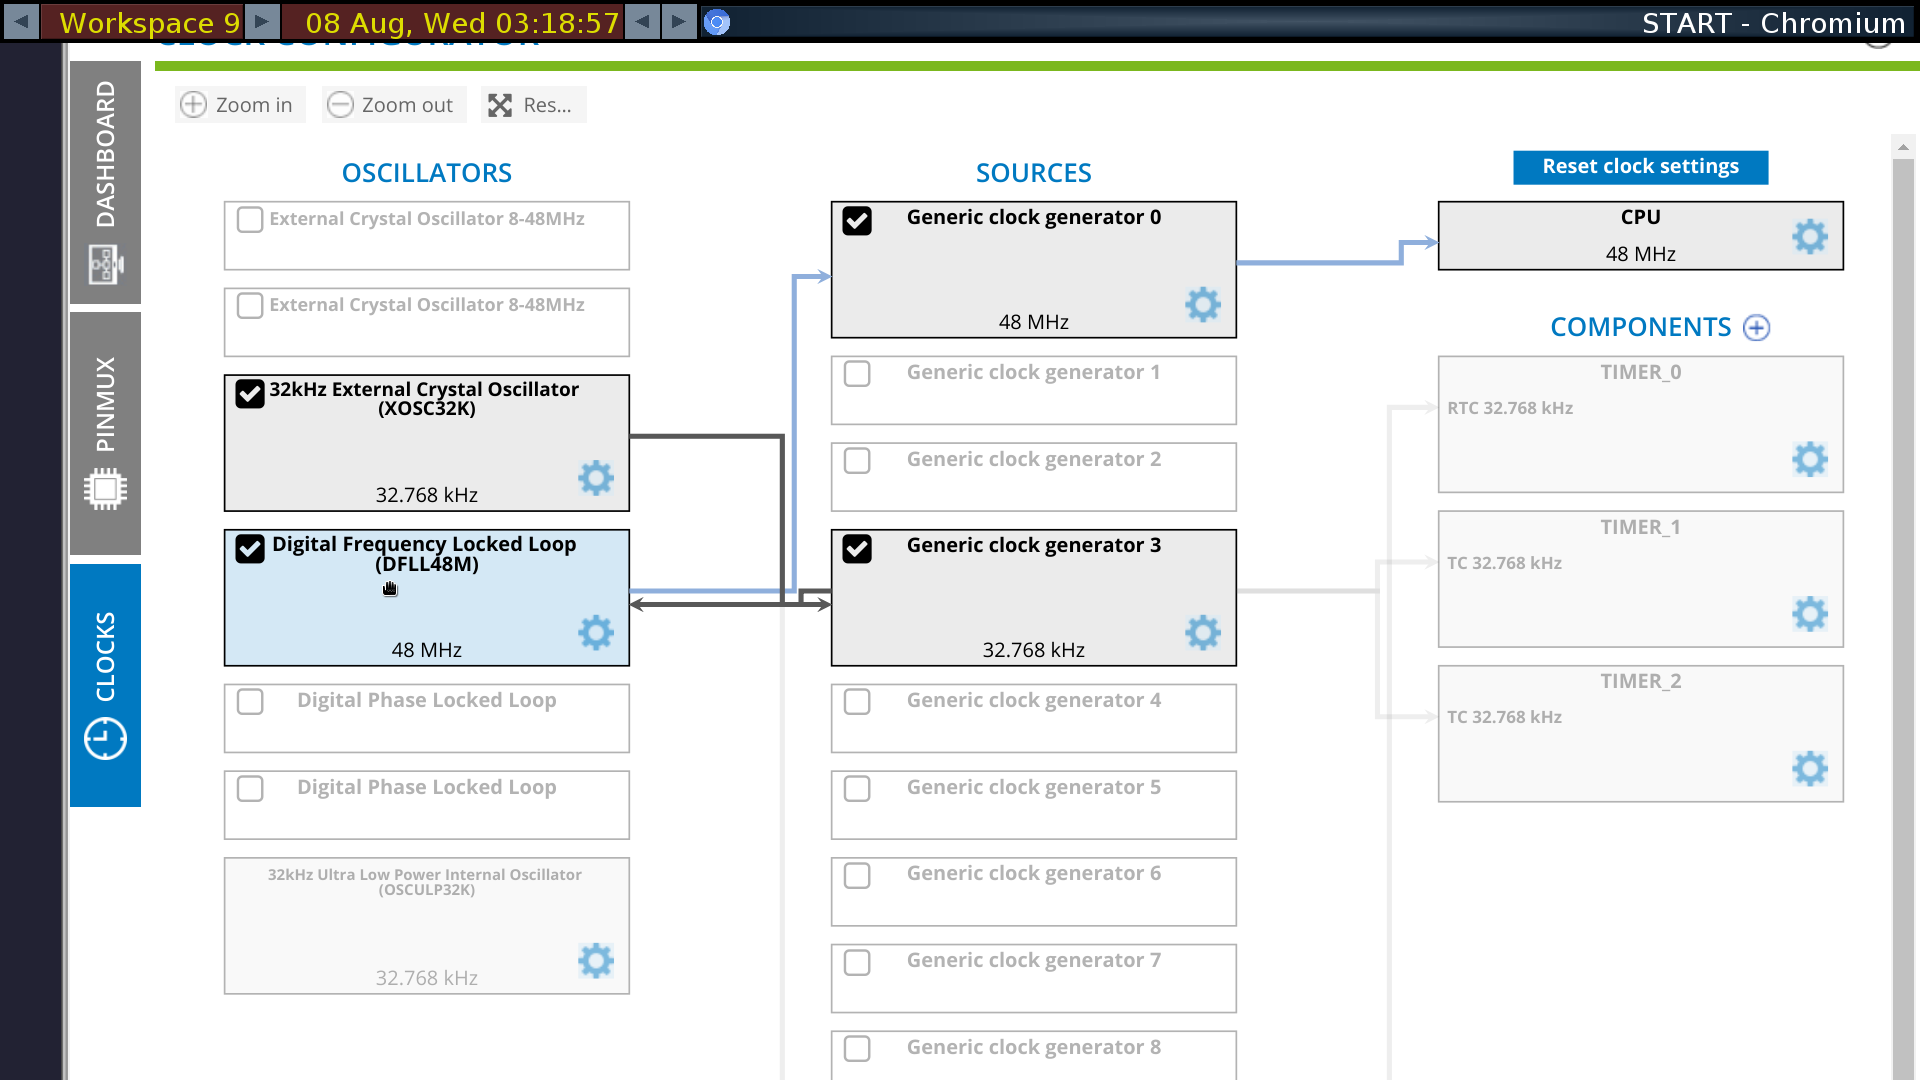 Workspace 9
08 Aug, Wed 03:18:57
START - Chromium
CLOCK CONFIGURATOR
Zoom in
Zoom out
Res...
DASHBOARD
PINMUX
CLOCKS
OSCILLATORS
External Crystal Oscillator 8-48MHz
External Crystal Oscillator 8-48MHz
32kHz External Crystal Oscillator
(XOSC32K)
32.768 kHz
Digital Frequency Locked Loop
(DFLL48M)
48 MHz
Digital Phase Locked Loop
Digital Phase Locked Loop
32kHz Ultra Low Power Internal Oscillator
(OSCULP32K)
32.768 kHz
SOURCES
Generic clock generator 0
48 MHz
Generic clock generator 1
Generic clock generator 2
Generic clock generator 3
32.768 kHz
Generic clock generator 4
Generic clock generator 5
Generic clock generator 6
Generic clock generator 7
Generic clock generator 8
Reset clock settings
CPU
48 MHz
COMPONENTS
TIMER_0
RTC 32.768 kHz
TIMER_1
TC 32.768 kHz
TIMER_2
TC 32.768 kHz